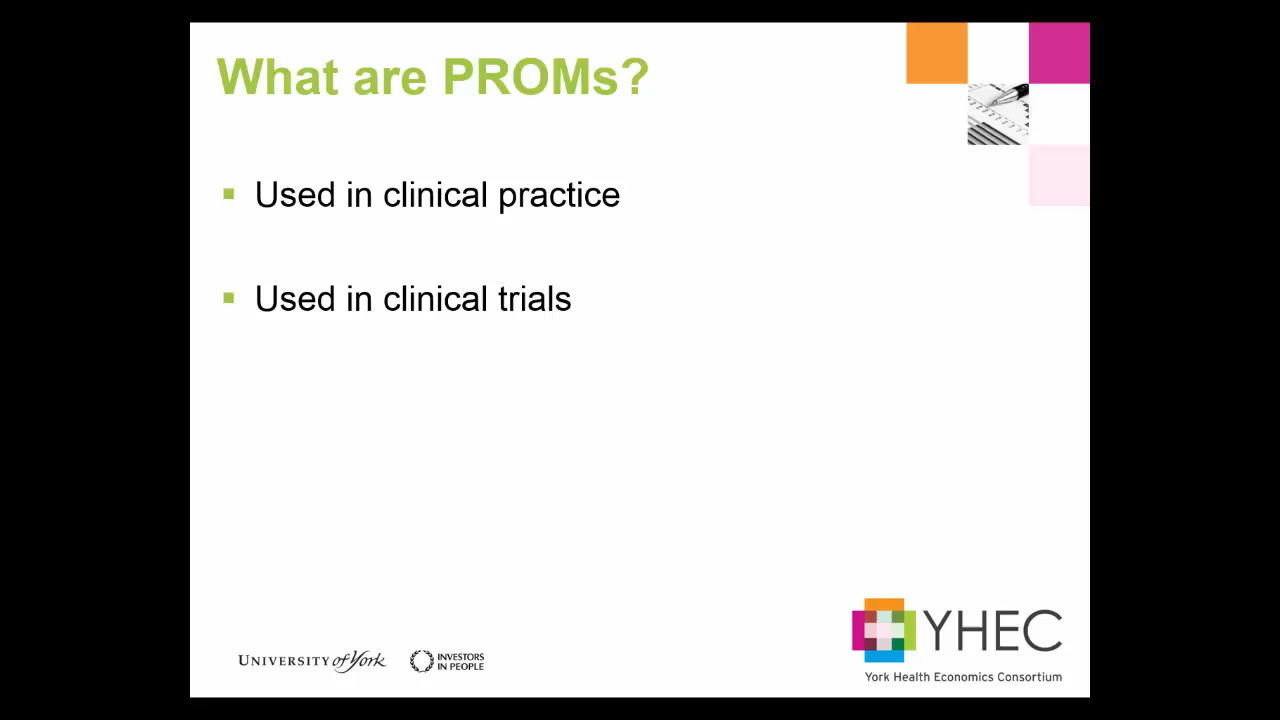 What are PROMs?
Used in clinical practice
Used in clinical trials
UNIVERSITY of York
INVESTORS
IN PEOPLE
YHEC
York Health Economics Consortium